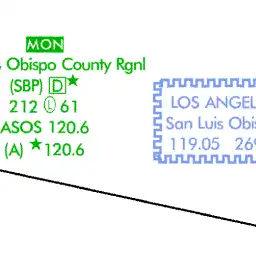 MON
Obispo County Rgnl
(SBP) D★
212 Ⓛ 61
ASOS 120.6
(A) ★120.6
LOS ANGEL
San Luis Obis
119.05 269